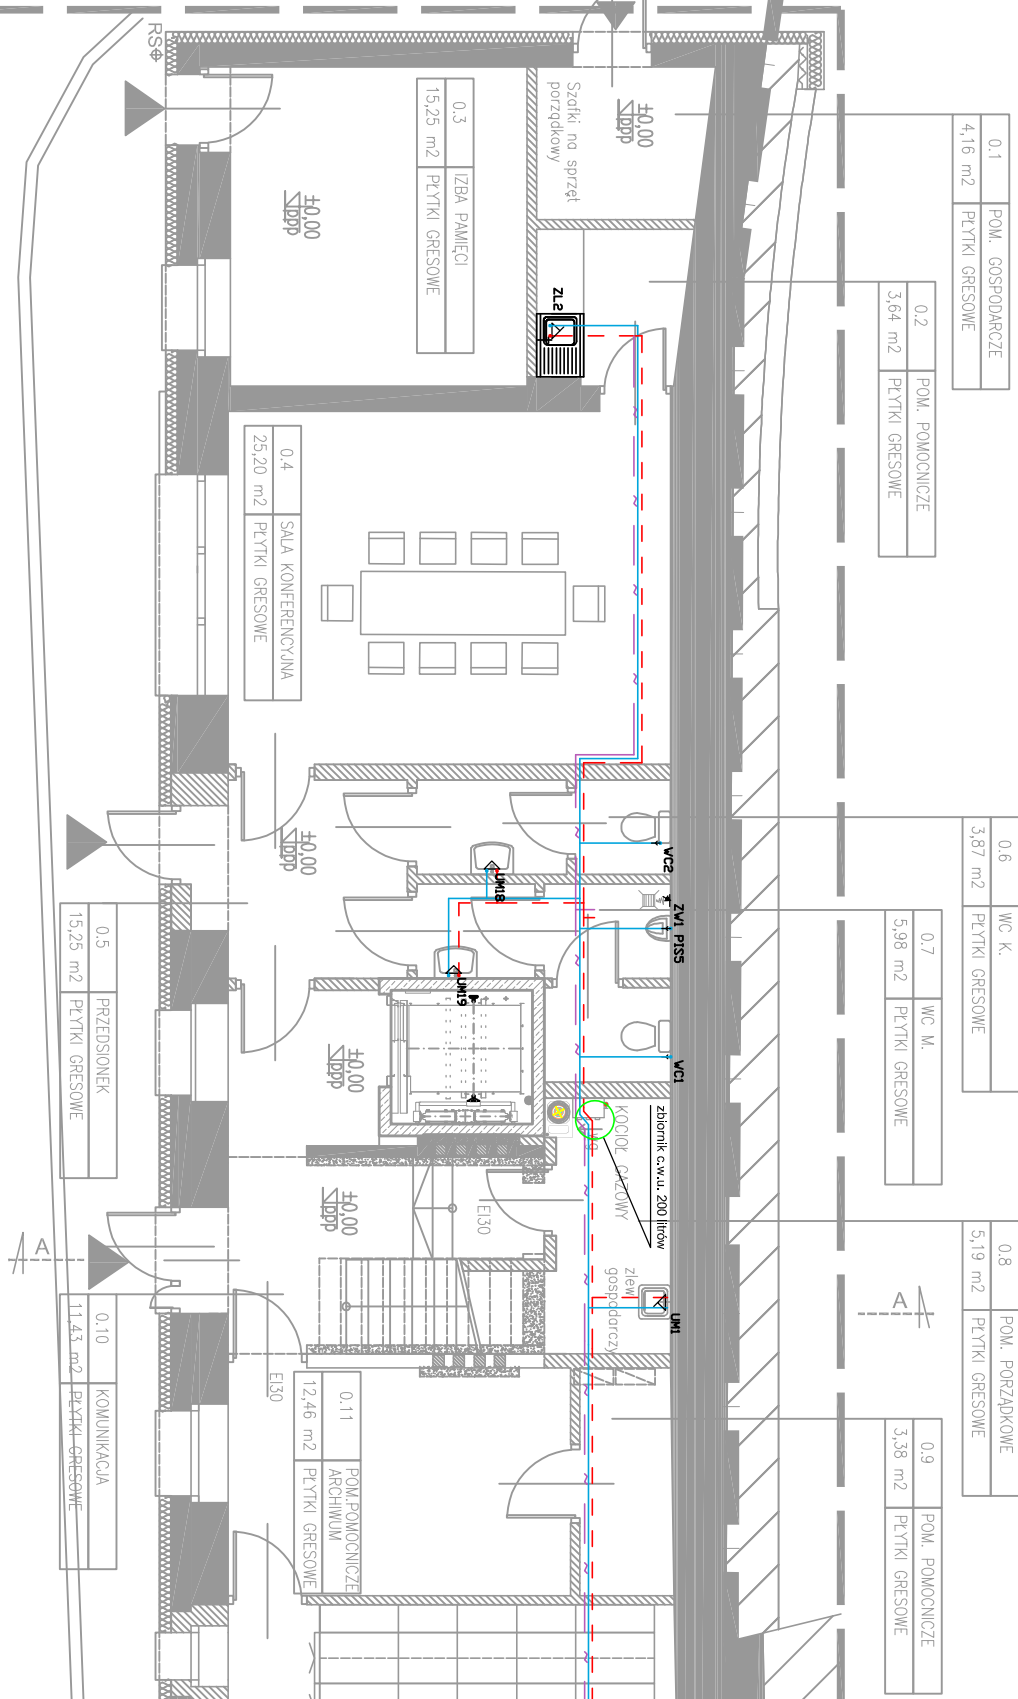 0.1 POM. GOSPODARCZE
4,16 m2 PŁYTKI GRESOWE
0.2 POM. POMOCNICZE
3,64 m2 PŁYTKI GRESOWE
0.6 WC K.
3,87 m2 PŁYTKI GRESOWE
0.7 WC M.
5,98 m2 PŁYTKI GRESOWE
0.8 POM. PORZĄDKOWE
5,19 m2 PŁYTKI GRESOWE
0.9 POM. POMOCNICZE
3,38 m2 PŁYTKI GRESOWE
±0,00
ppp
Szafki na sprzęt
porządkowy
ZL2
0.3 IZBA PAMIĘCI
15,25 m2 PŁYTKI GRESOWE
±0,00
ppp
RS
0.4 SALA KONFERENCYJNA
25,20 m2 PŁYTKI GRESOWE
WC2
UM18
ZW1 PIS5
UM19
WC1
±0,00
ppp
±0,00
ppp
±0,00
ppp
0.5 PRZEDSIONEK
15,25 m2 PŁYTKI GRESOWE
zbiornik c.w.u. 200 litrów
KOCIOŁ GAZOWY
zlew
gospodarczy
UM1
EI30
EI30
A
A
0.10 KOMUNIKACJA
11,43 m2 PŁYTKI GRESOWE
0.11 POM.POMOCNICZE
ARCHIWUM
12,46 m2 PŁYTKI GRESOWE